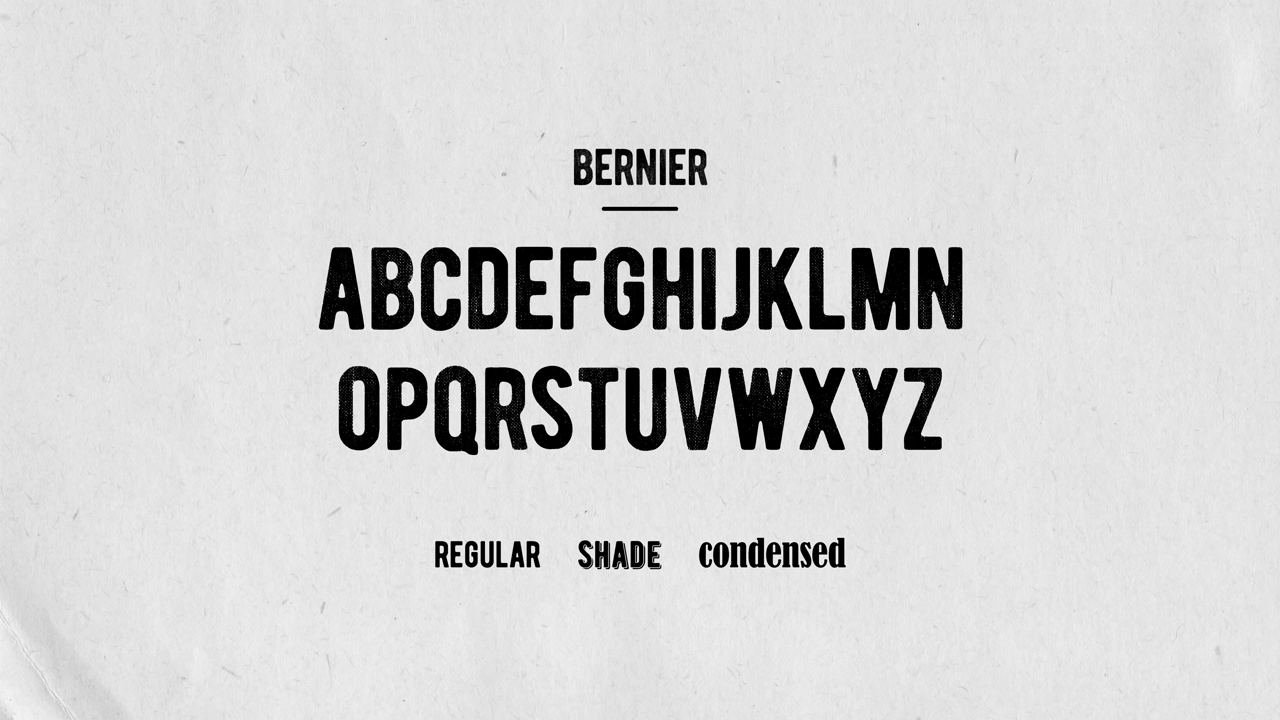 BERNIER
ABCDEFGHIJKLMN
OPQRSTUVWXYZ
REGULAR SHADE condensed